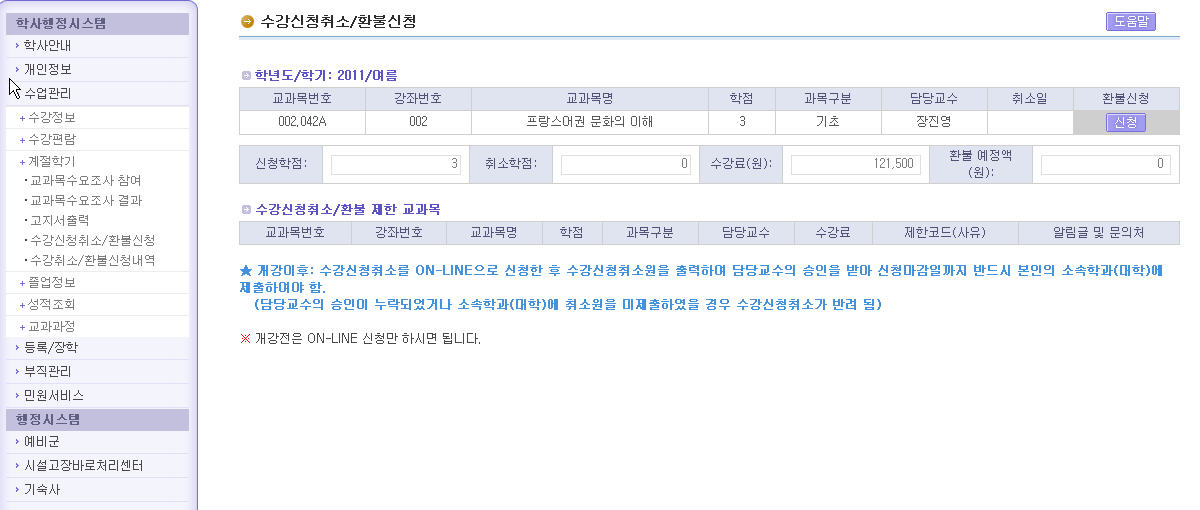 학사행정시스템
학사안내
개인정보
수업관리
+ 수강정보
+ 수강편람
+ 계절학기
· 교과목수요조사 참여
· 교과목수요조사 결과
· 고지서출력
· 수강신청취소/환불신청
· 수강취소/환불신청내역
+ 졸업정보
+ 성적조회
+ 교과과정
등록/장학
부직관리
민원서비스
행정시스템
예비군
시설고장바로처리센터
기숙사
수강신청취소/환불신청
도움말
학년도/학기: 2011/여름
교과목번호 강좌번호 교과목명 학점 과목구분 담당교수 취소일 환불신청
002,042A 002 프랑스어권 문화의 이해 3 기초 장진영 신청
신청학점: 3 취소학점: 0 수강료(원): 121,500 환불 예정액 (원): 0
수강신청취소/환불 제한 교과목
교과목번호 강좌번호 교과목명 학점 과목구분 담당교수 수강료 제한코드(사유) 알림글 및 문의처
★ 개강이후: 수강신청취소를 ON-LINE으로 신청한 후 수강신청취소원을 출력하여 담당교수의 승인을 받아 신청마감일까지 반드시 본인의 소속학과(대학)에
제출하여야 함.
(담당교수의 승인이 누락되었거나 소속학과(대학)에 취소원을 미제출하였을 경우 수강신청취소가 반려 됨)
※ 개강전은 ON-LINE 신청만 하시면 됩니다.